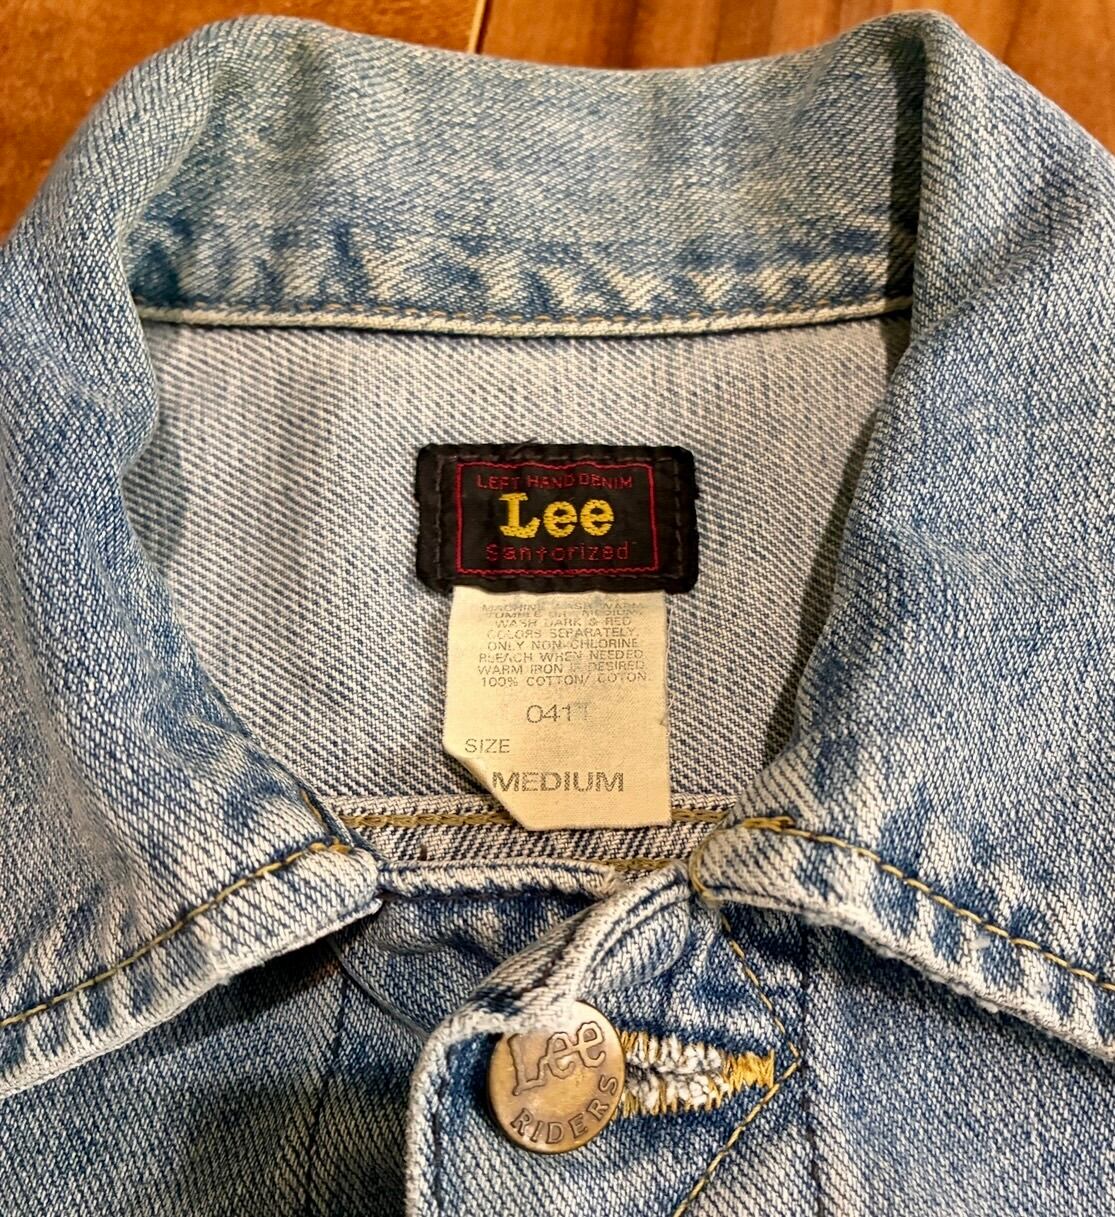 LEFT HAND DENIM
Lee
Sanforized
MACHINE WASH WARM
TUMBLE DRY MEDIUM
WASH DARK & RED
COLORS SEPARATELY.
ONLY NON-CHLORINE
BLEACH WHEN NEEDED
WARM IRON IF DESIRED
100% COTTON/ COTON
041T
SIZE
MEDIUM
Lee
RIDERS